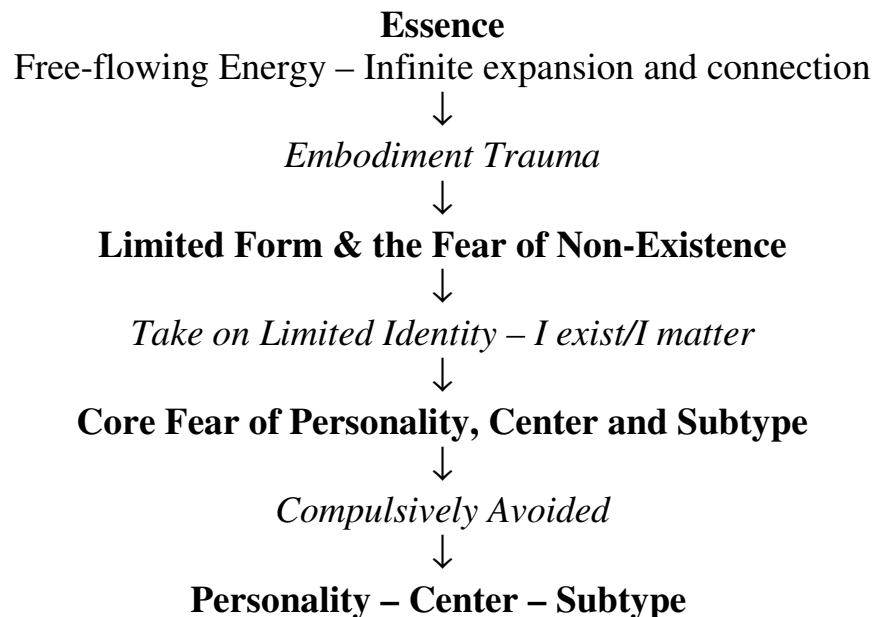 Essence
Free-flowing Energy – Infinite expansion and connection
↓
Embodiment Trauma
↓
Limited Form & the Fear of Non-Existence
↓
Take on Limited Identity – I exist/I matter
↓
Core Fear of Personality, Center and Subtype
↓
Compulsively Avoided
↓
Personality – Center – Subtype